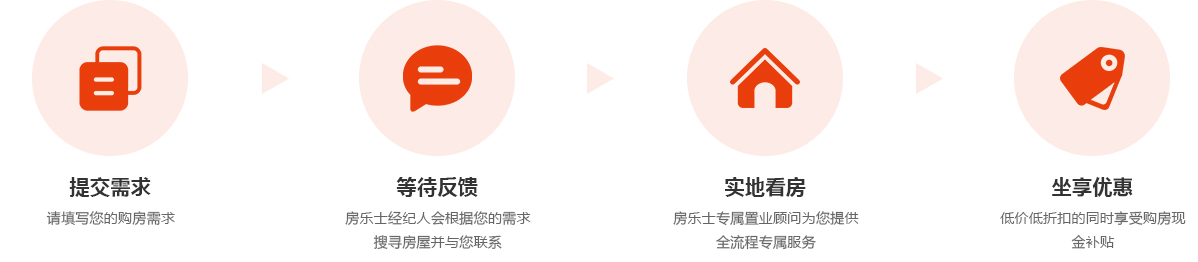 提交需求
请填写您的购房需求
等待反馈
房乐士经纪人会根据您的需求
搜寻房屋并与您联系
实地看房
房乐士专属置业顾问为您提供
全流程专属服务
坐享优惠
低价低折扣的同时享受购房现
金补贴